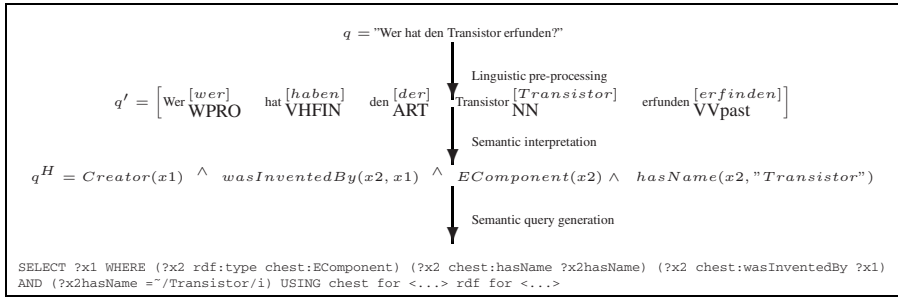 q = "Wer hat den Transistor erfunden?"
Linguistic pre-processing
q′ = [ Wer [wer] WPRO hat [haben] VHFIN den [der] ART Transistor [Transistor] NN erfunden [erfinden] VVpast ]
Semantic interpretation
q^H = Creator(x1) ∧ wasInventedBy(x2, x1) ∧ EComponent(x2) ∧ hasName(x2, "Transistor")
Semantic query generation
SELECT ?x1 WHERE (?x2 rdf:type chest:EComponent) (?x2 chest:hasName ?x2hasName) (?x2 chest:wasInventedBy ?x1)
AND (?x2hasName =~/Transistor/i) USING chest for <...> rdf for <...>